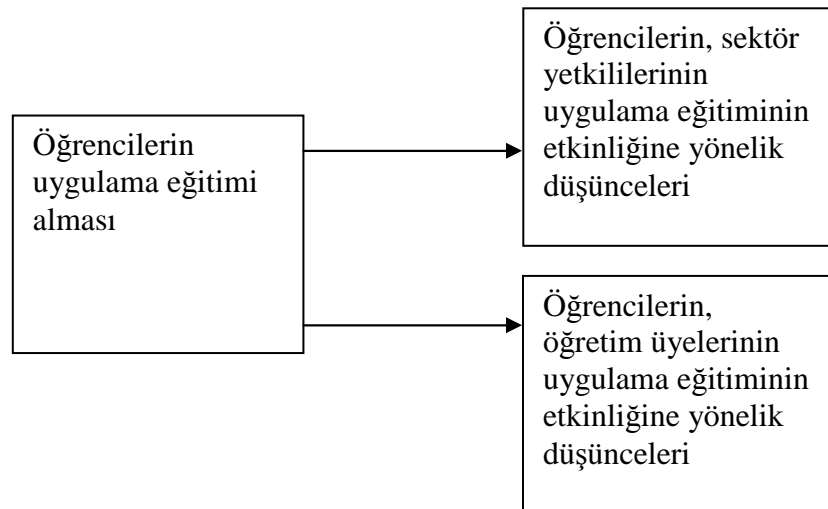 Öğrencilerin
uygulama eğitimi
alması
Öğrencilerin, sektör
yetkililerinin
uygulama eğitiminin
etkinliğine yönelik
düşünceleri
Öğrencilerin,
öğretim üyelerinin
uygulama eğitiminin
etkinliğine yönelik
düşünceleri